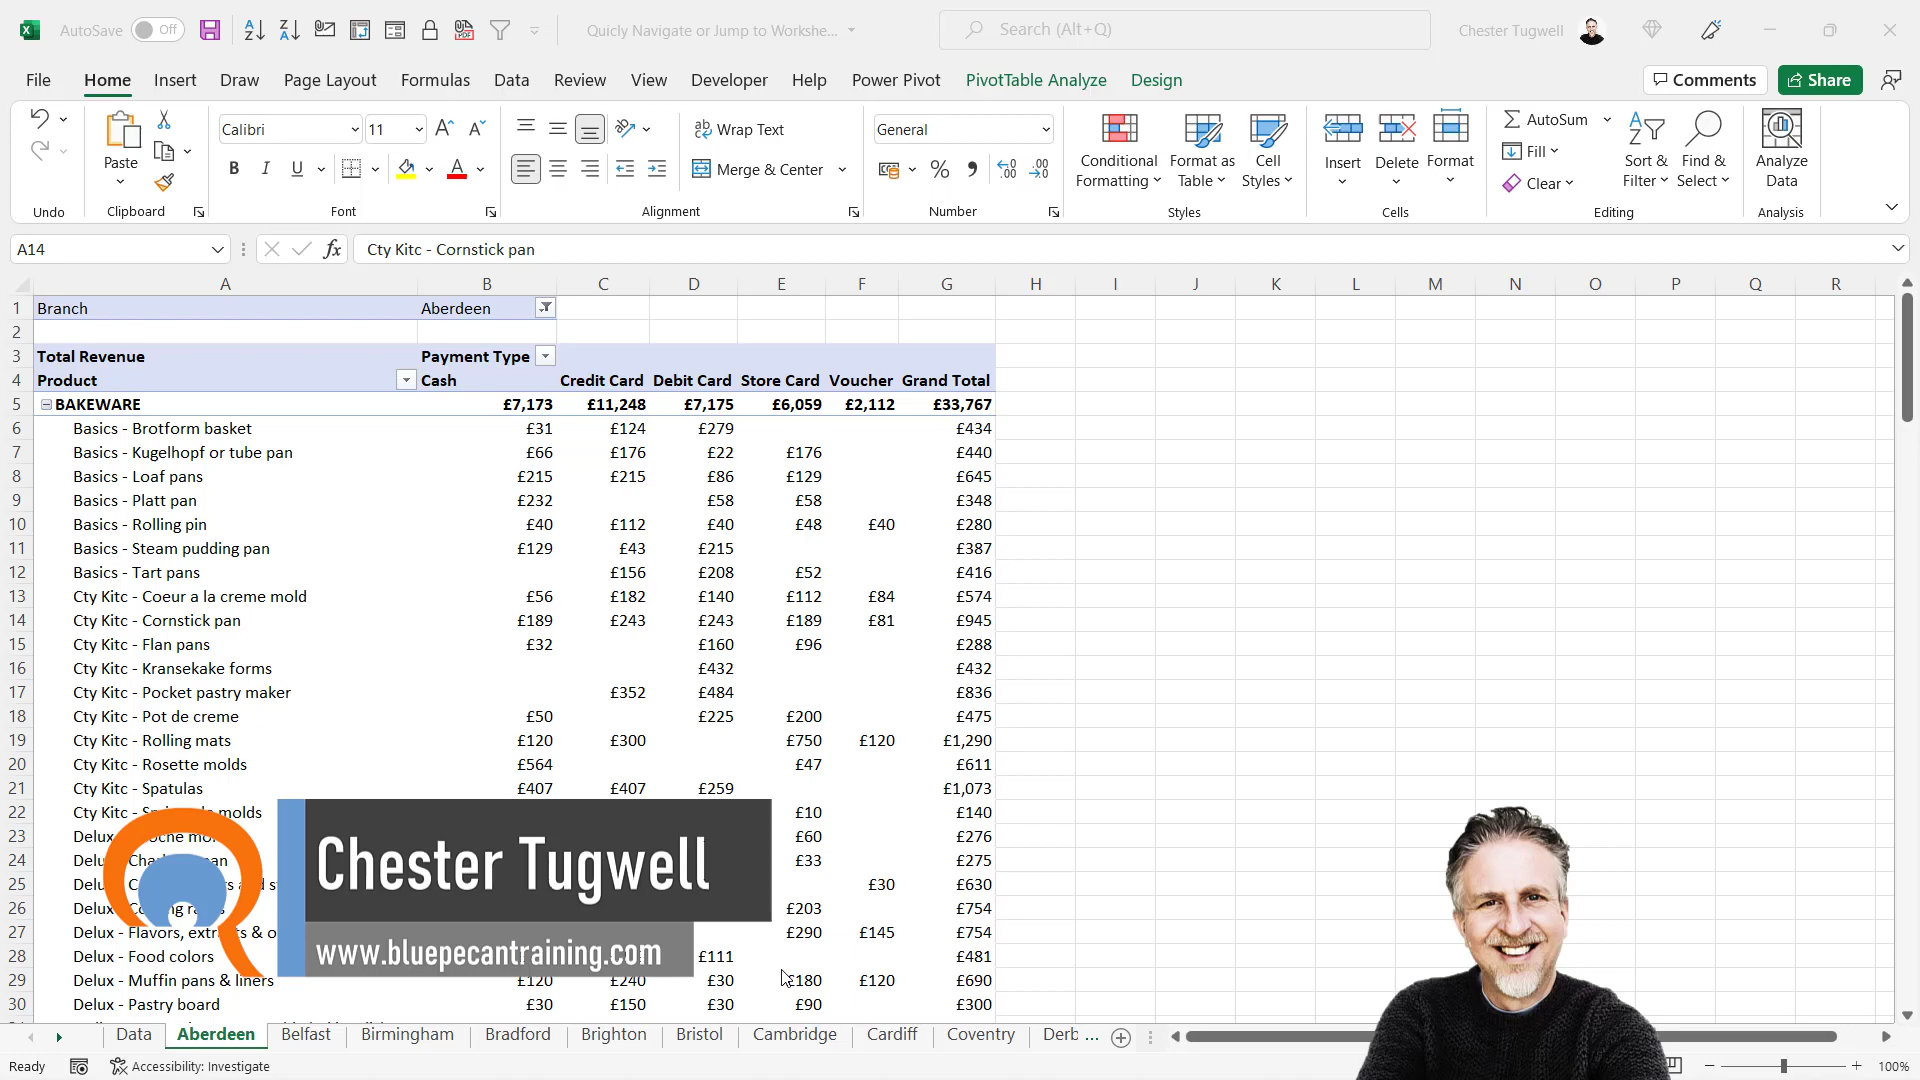 AutoSave Off Quicly Navigate or Jump to Workshe... Search (Alt+Q) Chester Tugwell
File Home Insert Draw Page Layout Formulas Data Review View Developer Help Power Pivot PivotTable Analyze Design Comments Share
Paste
Calibri 11
B I U
Wrap Text
Merge & Center
General
Conditional Formatting
Format as Table
Cell Styles
Insert Delete Format
AutoSum
Fill
Clear
Sort & Filter
Find & Select
Analyze Data
Undo Clipboard Font Alignment Number Styles Cells Editing Analysis
A14 fx Cty Kitc - Cornstick pan
A B C D E F G H I J K L M N O P Q R
1 Branch Aberdeen
2
3 Total Revenue Payment Type
4 Product Cash Credit Card Debit Card Store Card Voucher Grand Total
5 BAKEWARE £7,173 £11,248 £7,175 £6,059 £2,112 £33,767
6 Basics - Brotform basket £31 £124 £279 £434
7 Basics - Kugelhopf or tube pan £66 £176 £22 £176 £440
8 Basics - Loaf pans £215 £215 £86 £129 £645
9 Basics - Platt pan £232 £58 £58 £348
10 Basics - Rolling pin £40 £112 £40 £48 £40 £280
11 Basics - Steam pudding pan £129 £43 £215 £387
12 Basics - Tart pans £156 £208 £52 £416
13 Cty Kitc - Coeur a la creme mold £56 £182 £140 £112 £84 £574
14 Cty Kitc - Cornstick pan £189 £243 £243 £189 £81 £945
15 Cty Kitc - Flan pans £32 £160 £96 £288
16 Cty Kitc - Kransekake forms £432 £432
17 Cty Kitc - Pocket pastry maker £352 £484 £836
18 Cty Kitc - Pot de creme £50 £225 £200 £475
19 Cty Kitc - Rolling mats £120 £300 £750 £120 £1,290
20 Cty Kitc - Rosette molds £564 £47 £611
21 Cty Kitc - Spatulas £407 £407 £259 £1,073
22 Cty Kitc - molds £10 £140
23 Delux £60 £276
24 £33 £275
25 £30 £630
26 Delux £203 £754
27 Delux - Flavors, £290 £145 £754
28 Delux - Food colors £111 £481
29 Delux - Muffin pans & liners £120 £240 £30 £180 £120 £690
30 Delux - Pastry board £30 £150 £30 £90 £300
Chester Tugwell
www.bluepecantraining.com
Data Aberdeen Belfast Birmingham Bradford Brighton Bristol Cambridge Cardiff Coventry Derb ...
Ready Accessibility: Investigate 100%